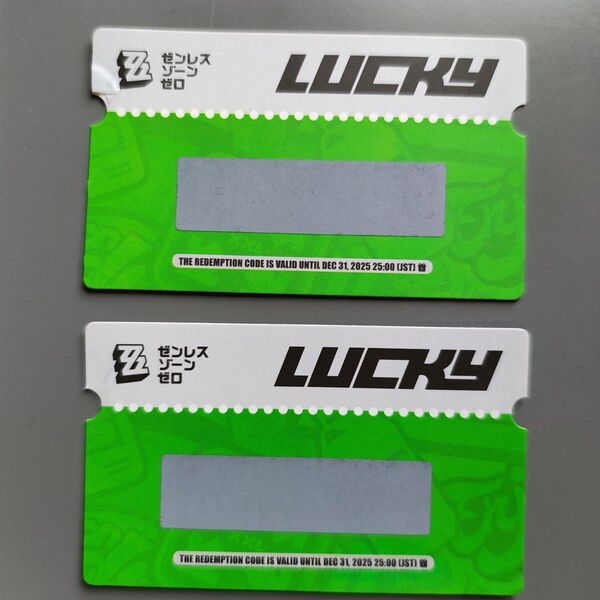 ゼンレス
ゾーン
ゼロ
LUCKY
THE REDEMPTION CODE IS VALID UNTIL DEC 31, 2025 25:00 (JST)
ゼンレス
ゾーン
ゼロ
LUCKY
THE REDEMPTION CODE IS VALID UNTIL DEC 31, 2025 25:00 (JST)